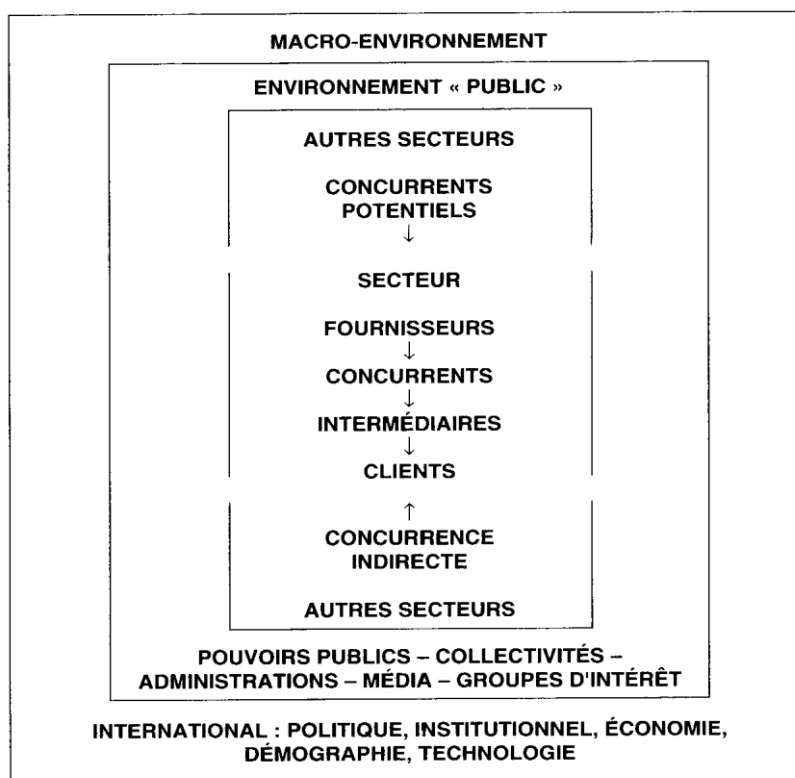 MACRO-ENVIRONNEMENT
ENVIRONNEMENT « PUBLIC »
AUTRES SECTEURS
CONCURRENTS
POTENTIELS
↓
SECTEUR
FOURNISSEURS
↓
CONCURRENTS
↓
INTERMÉDIAIRES
↓
CLIENTS
↑
CONCURRENCE
INDIRECTE
AUTRES SECTEURS
POUVOIRS PUBLICS – COLLECTIVITÉS –
ADMINISTRATIONS – MÉDIA – GROUPES D'INTÉRÊT
INTERNATIONAL : POLITIQUE, INSTITUTIONNEL, ÉCONOMIE,
DÉMOGRAPHIE, TECHNOLOGIE